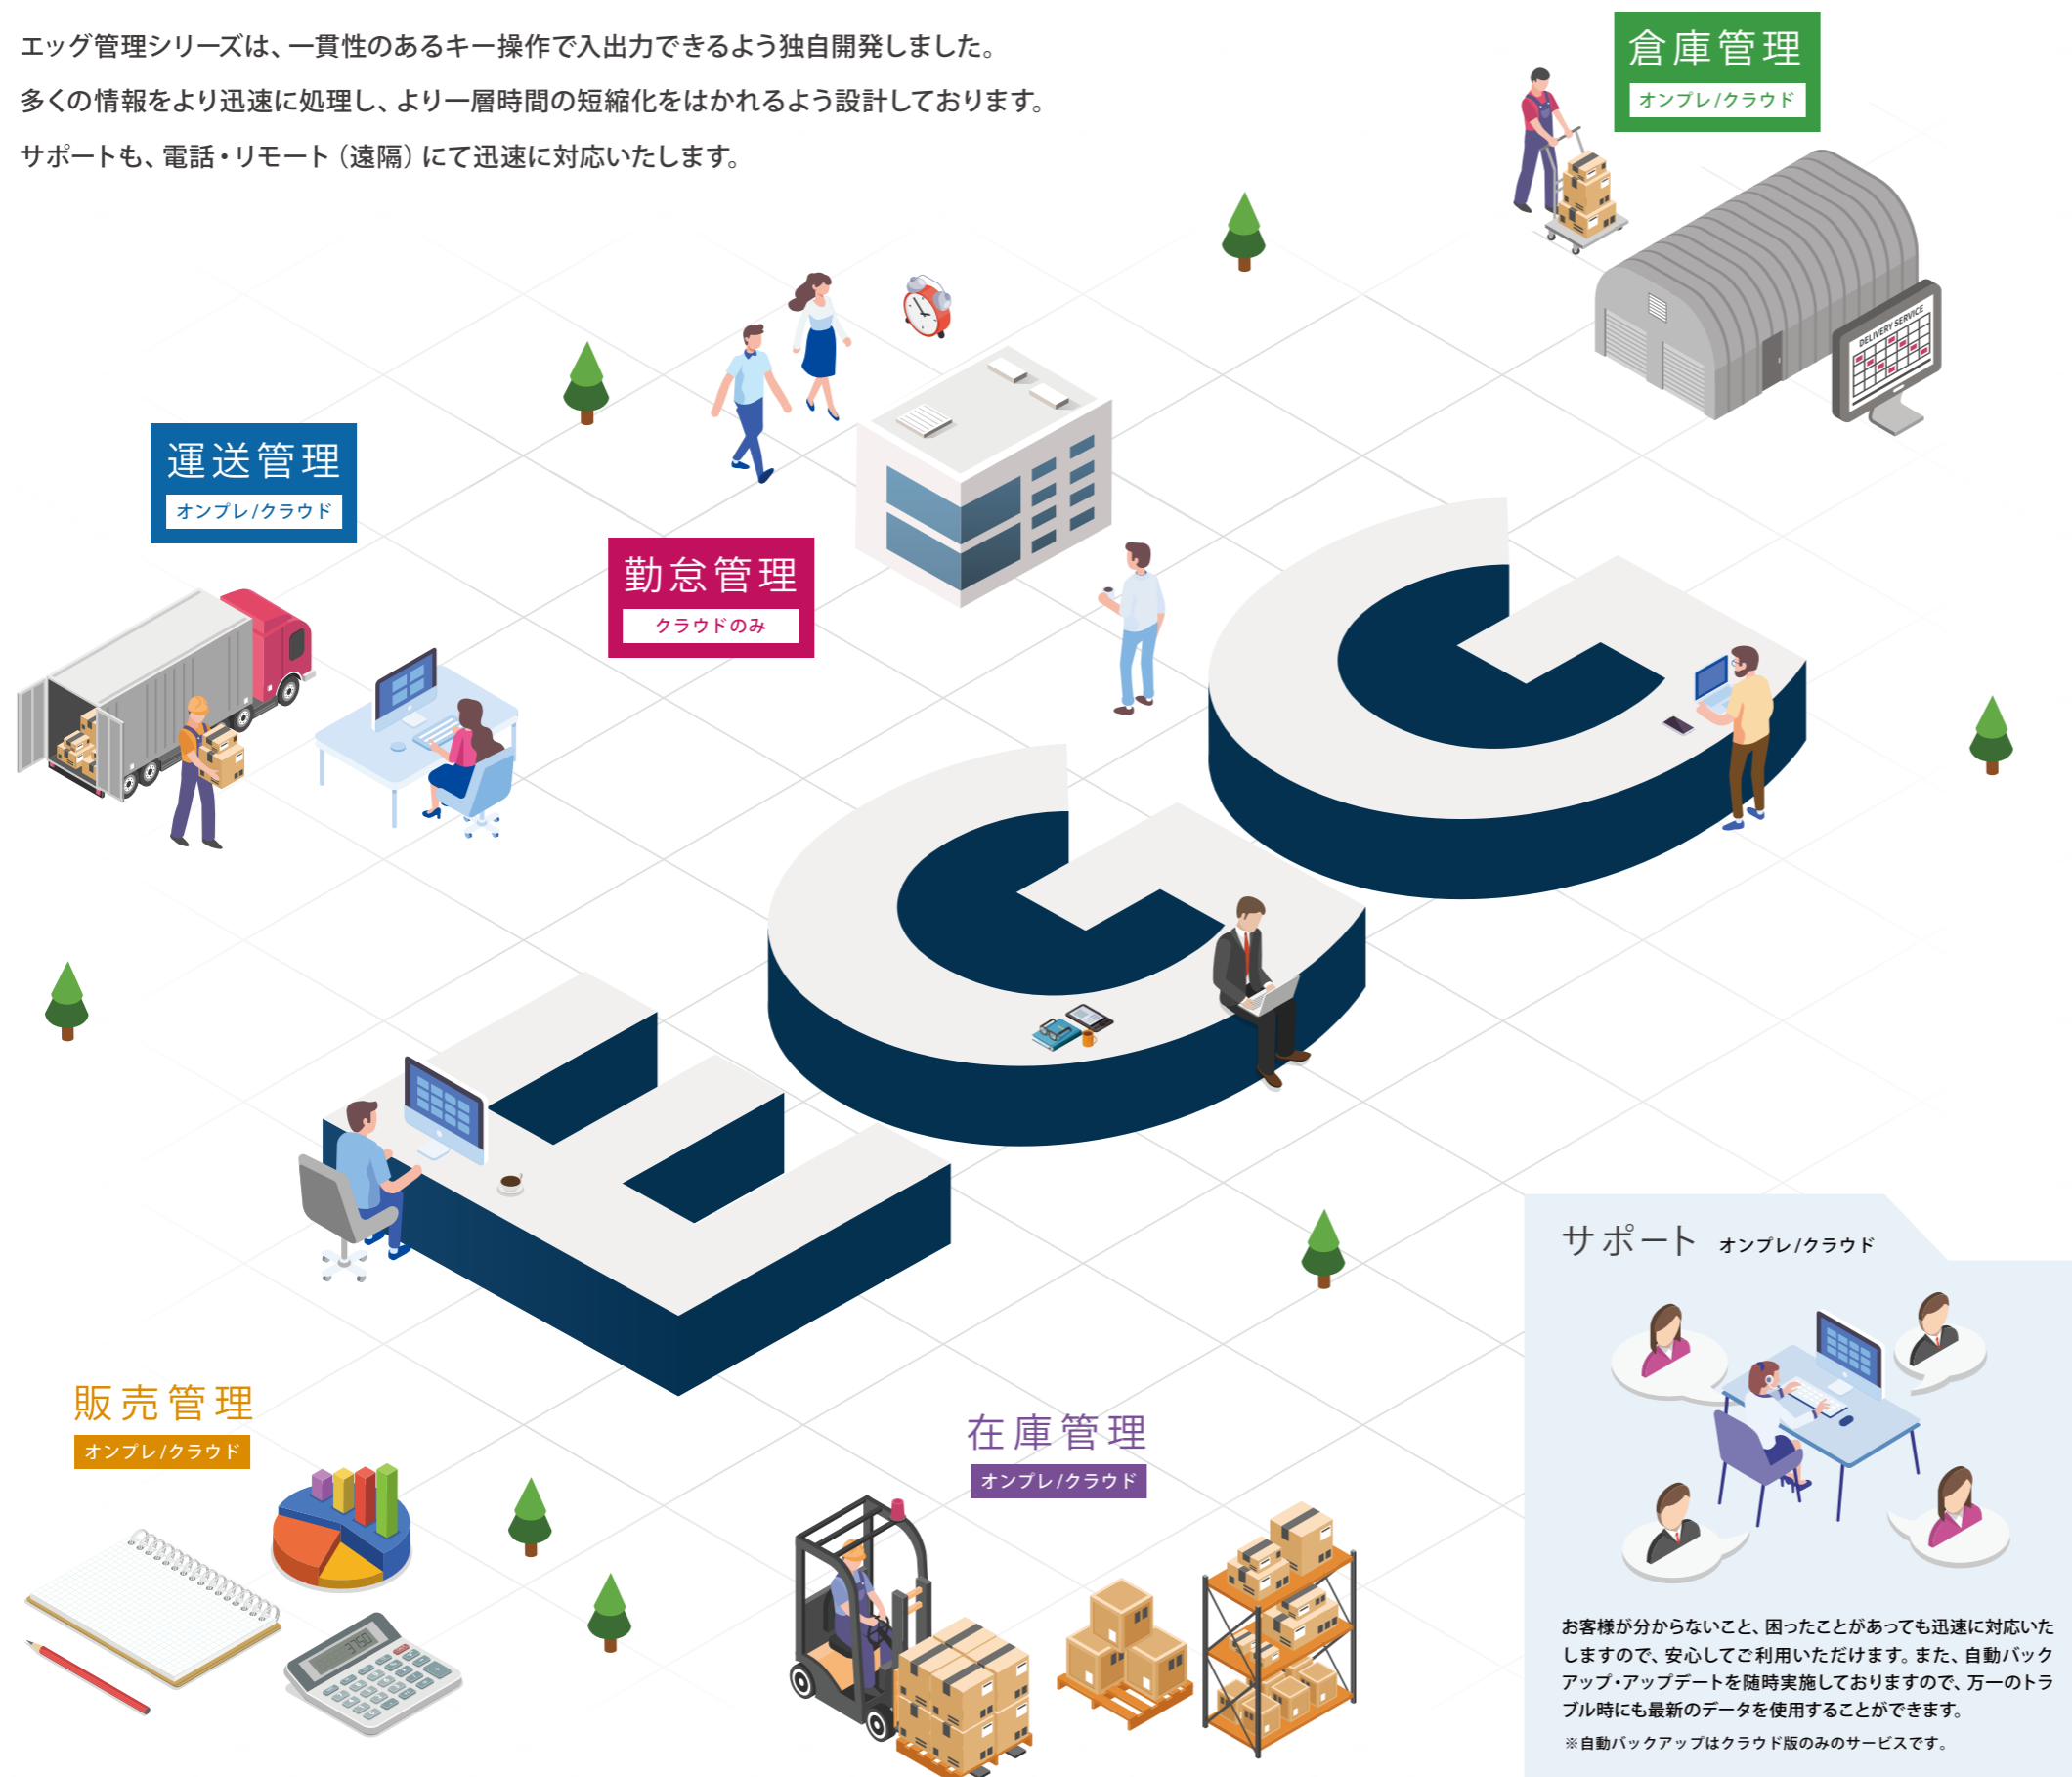 エッグ管理シリーズは、一貫性のあるキー操作で入出力できるよう独自開発しました。
多くの情報をより迅速に処理し、より一層時間の短縮化をはかれるよう設計しております。
サポートも、電話・リモート（遠隔）にて迅速に対応いたします。
倉庫管理
オンプレ/クラウド
DELIVERY SERVICE
運送管理
オンプレ/クラウド
勤怠管理
クラウドのみ
EGG
サポート オンプレ/クラウド
販売管理
オンプレ/クラウド
在庫管理
オンプレ/クラウド
3750
お客様が分からないこと、困ったことがあっても迅速に対応いた
しますので、安心してご利用いただけます。また、自動バック
アップ・アップデートを随時実施しておりますので、万一のトラ
ブル時にも最新のデータを使用することができます。
※自動バックアップはクラウド版のみのサービスです。